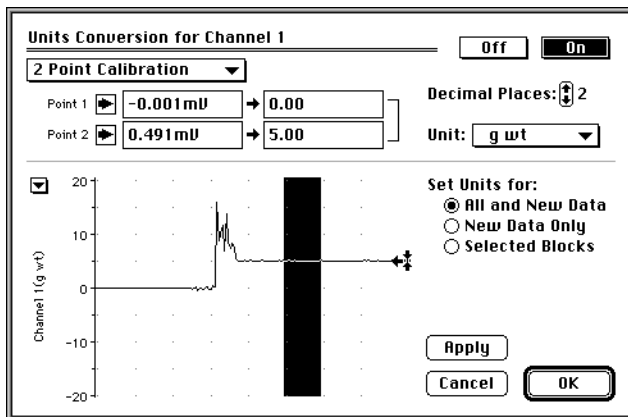 Units Conversion for Channel 1
Off
On
2 Point Calibration
Point 1
-0.001mV
0.00
Point 2
0.491mV
5.00
Decimal Places:
2
Unit:
g wt
Set Units for:
All and New Data
New Data Only
Selected Blocks
20
10
0
-10
-20
Channel 1(g wt)
Apply
Cancel
OK